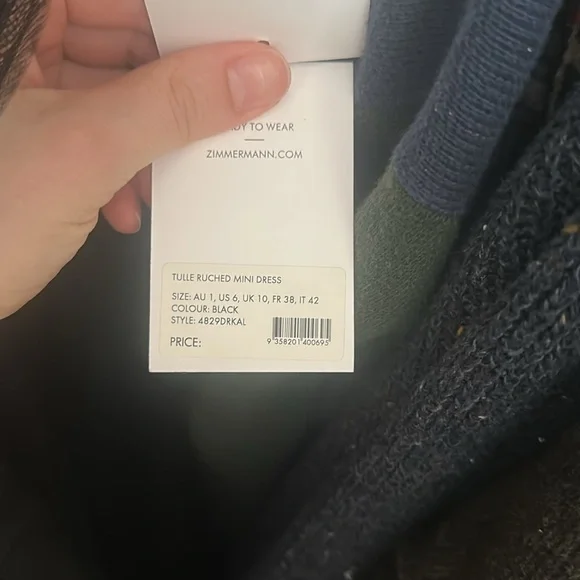 TO WEAR
ZIMMERMANN.COM
TULLE RUCHED MINI DRESS
SIZE: AU 1, US 6, UK 10, FR 38, IT 42
COLOUR: BLACK
STYLE: 4829DRKAL
PRICE:
9 358201 400695